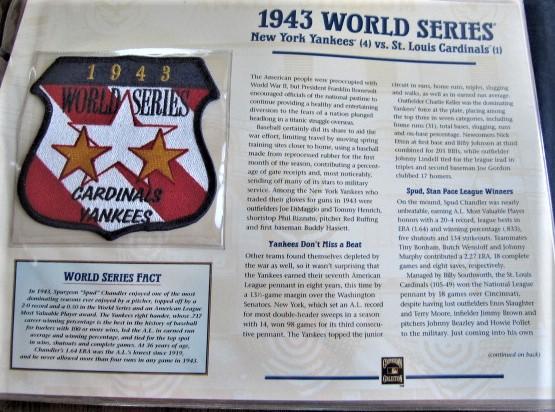 1943 WORLD SERIES
New York Yankees (4) vs. St. Louis Cardinals (1)
1943
WORLD SERIES
CARDINALS
YANKEES
WORLD SERIES FACT
In 1943, Spurgeon "Spud" Chandler enjoyed one of the most
dominating seasons ever enjoyed by a pitcher, topped off by a
2-0 record and a 0.50 in the World Series and an American League
Most Valuable Player award. The Yankees right hander, whose .717
career winning percentage is the best in the history of baseball
for hurlers with 100 or more wins, led the A.L. in earned run
average and winning percentage, and tied for the top spot
in wins, shutouts and complete games. At 36 years of age,
Chandler's 1.64 ERA was the A.L.'s lowest since 1919,
and he never allowed more than four runs in any game in 1943.
The American people were preoccupied with
World War II, but President Franklin Roosevelt
encouraged officials of the national pastime to
continue providing a healthy and entertaining
diversion to the fears of a nation plunged
headlong in a titanic struggle overseas.
Baseball certainly did its share to aid the
war effort, limiting travel by moving spring
training sites closer to home, using a baseball
made from reprocessed rubber for the first
month of the season, contributing a percent-
age of gate receipts and, most noticeably,
sending off many of its stars to military
service. Among the New York Yankees who
traded their gloves for guns in 1943 were
outfielders Joe DiMaggio and Tommy Henrich,
shortstop Phil Rizzuto, pitcher Red Ruffing
and first baseman Buddy Hassett.
Yankees Don't Miss a Beat
Other teams found themselves depleted by
the war as well, so it wasn't surprising that
the Yankees earned their seventh American
League pennant in eight years, this time by
a 13½-game margin over the Washington
Senators. New York, which set an A.L. record
for most double-header sweeps in a season
with 14, won 98 games for its third consecu-
tive pennant. The Yankees topped the junior
circuit in runs, home runs, triples, slugging
and walks, as well as in earned run average.
Outfielder Charlie Keller was the dominating
Yankees' force at the plate, placing among
the top three in seven categories, including
home runs (31), total bases, slugging, runs
and on-base percentage. Newcomers Nick
Etten at first base and Billy Johnson at third
combined for 201 RBIs, while outfielder
Johnny Lindell tied for the league lead in
triples and second baseman Joe Gordon
clubbed 17 homers.
Spud, Stan Pace League Winners
On the mound, Spud Chandler was nearly
unbeatable, earning A.L. Most Valuable Player
honors with a 20-4 record, league bests in
ERA (1.64) and winning percentage (.833),
five shutouts and 134 strikeouts. Teammates
Tiny Bonham, Butch Wensloff and Johnny
Murphy contributed a 2.27 ERA, 18 complete
games and eight saves, respectively.
Managed by Billy Southworth, the St. Louis
Cardinals (105-49) won the National League
pennant by 18 games over Cincinnati,
despite having lost outfielders Enos Slaughter
and Terry Moore, infielder Jimmy Brown and
pitchers Johnny Beazley and Howie Pollet
to the military. Just coming into his own
(continued on back)
COOPERSTOWN
COLLECTION